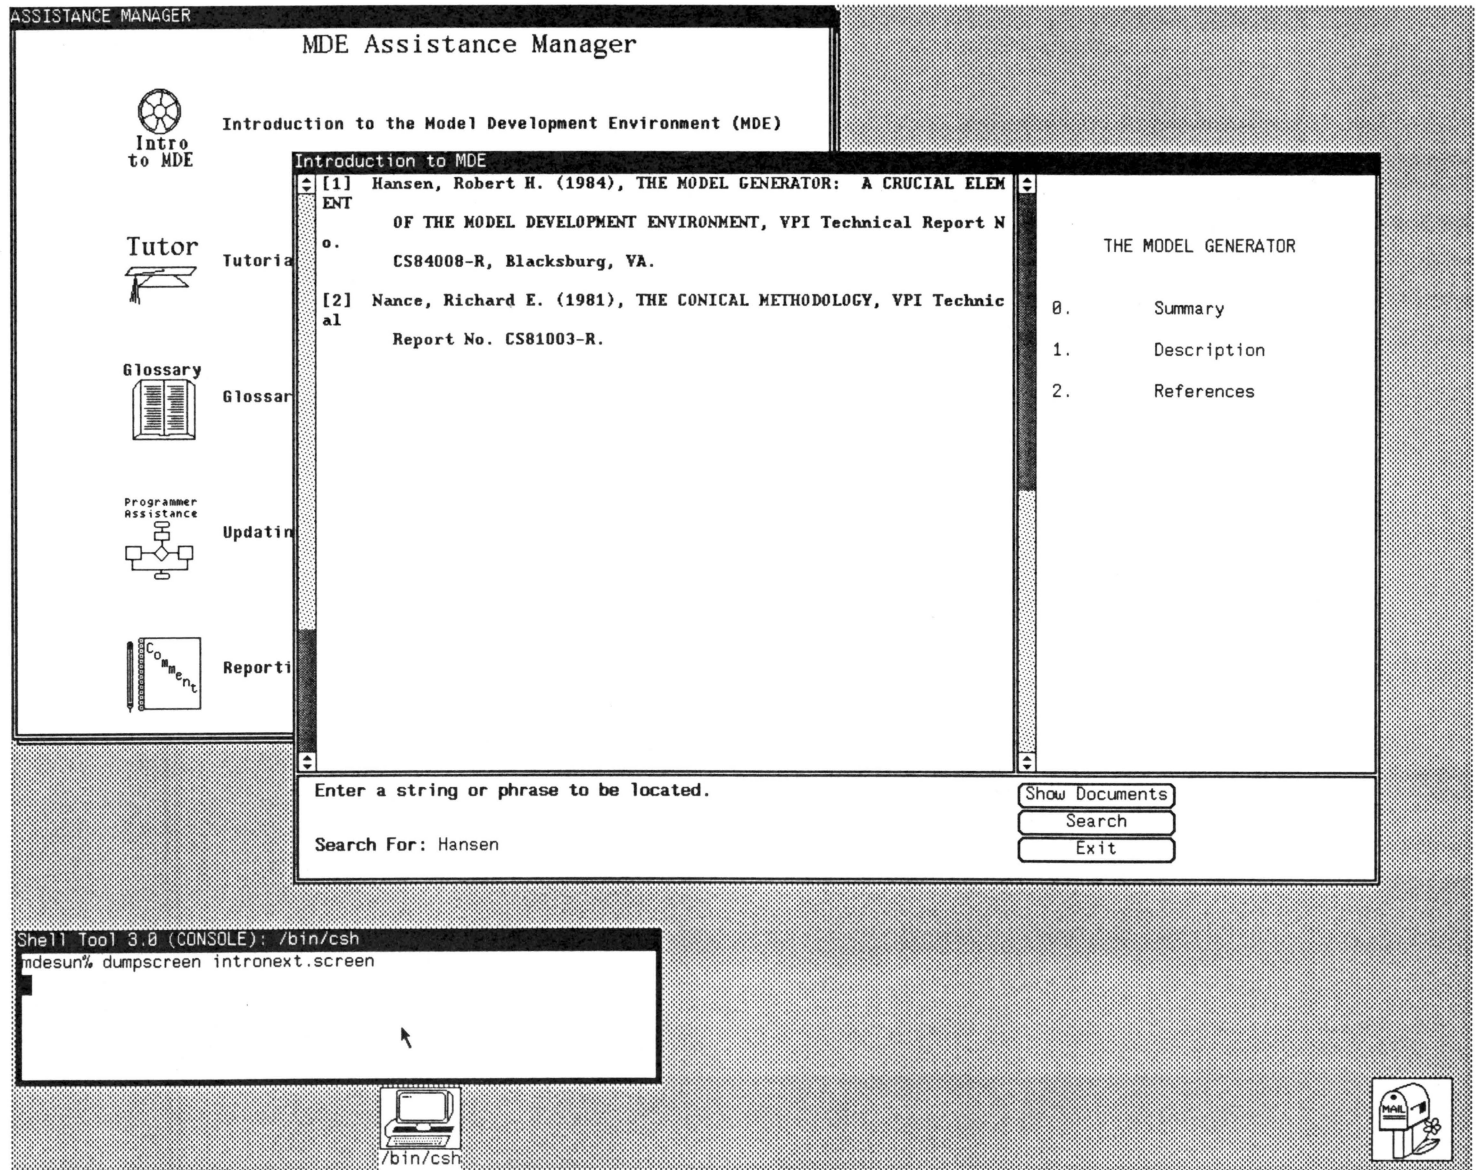 ASSISTANCE MANAGER
MDE Assistance Manager
Intro
to MDE
Introduction to the Model Development Environment (MDE)
Tutor
Tutoria
Glossary
Glossar
Programmer
Assistance
Updatin
Comment
Reporti
Introduction to MDE
[1] Hansen, Robert H. (1984), THE MODEL GENERATOR: A CRUCIAL ELEM
ENT
OF THE MODEL DEVELOPMENT ENVIRONMENT, VPI Technical Report N
o.
CS84008-R, Blacksburg, VA.
[2] Nance, Richard E. (1981), THE CONICAL METHODOLOGY, VPI Technic
al
Report No. CS81003-R.
THE MODEL GENERATOR
0. Summary
1. Description
2. References
Enter a string or phrase to be located.
Search For: Hansen
Show Documents
Search
Exit
Shell Tool 3.0 (CONSOLE): /bin/csh
mdesun% dumpscreen intronext.screen
/bin/csh
MAIL